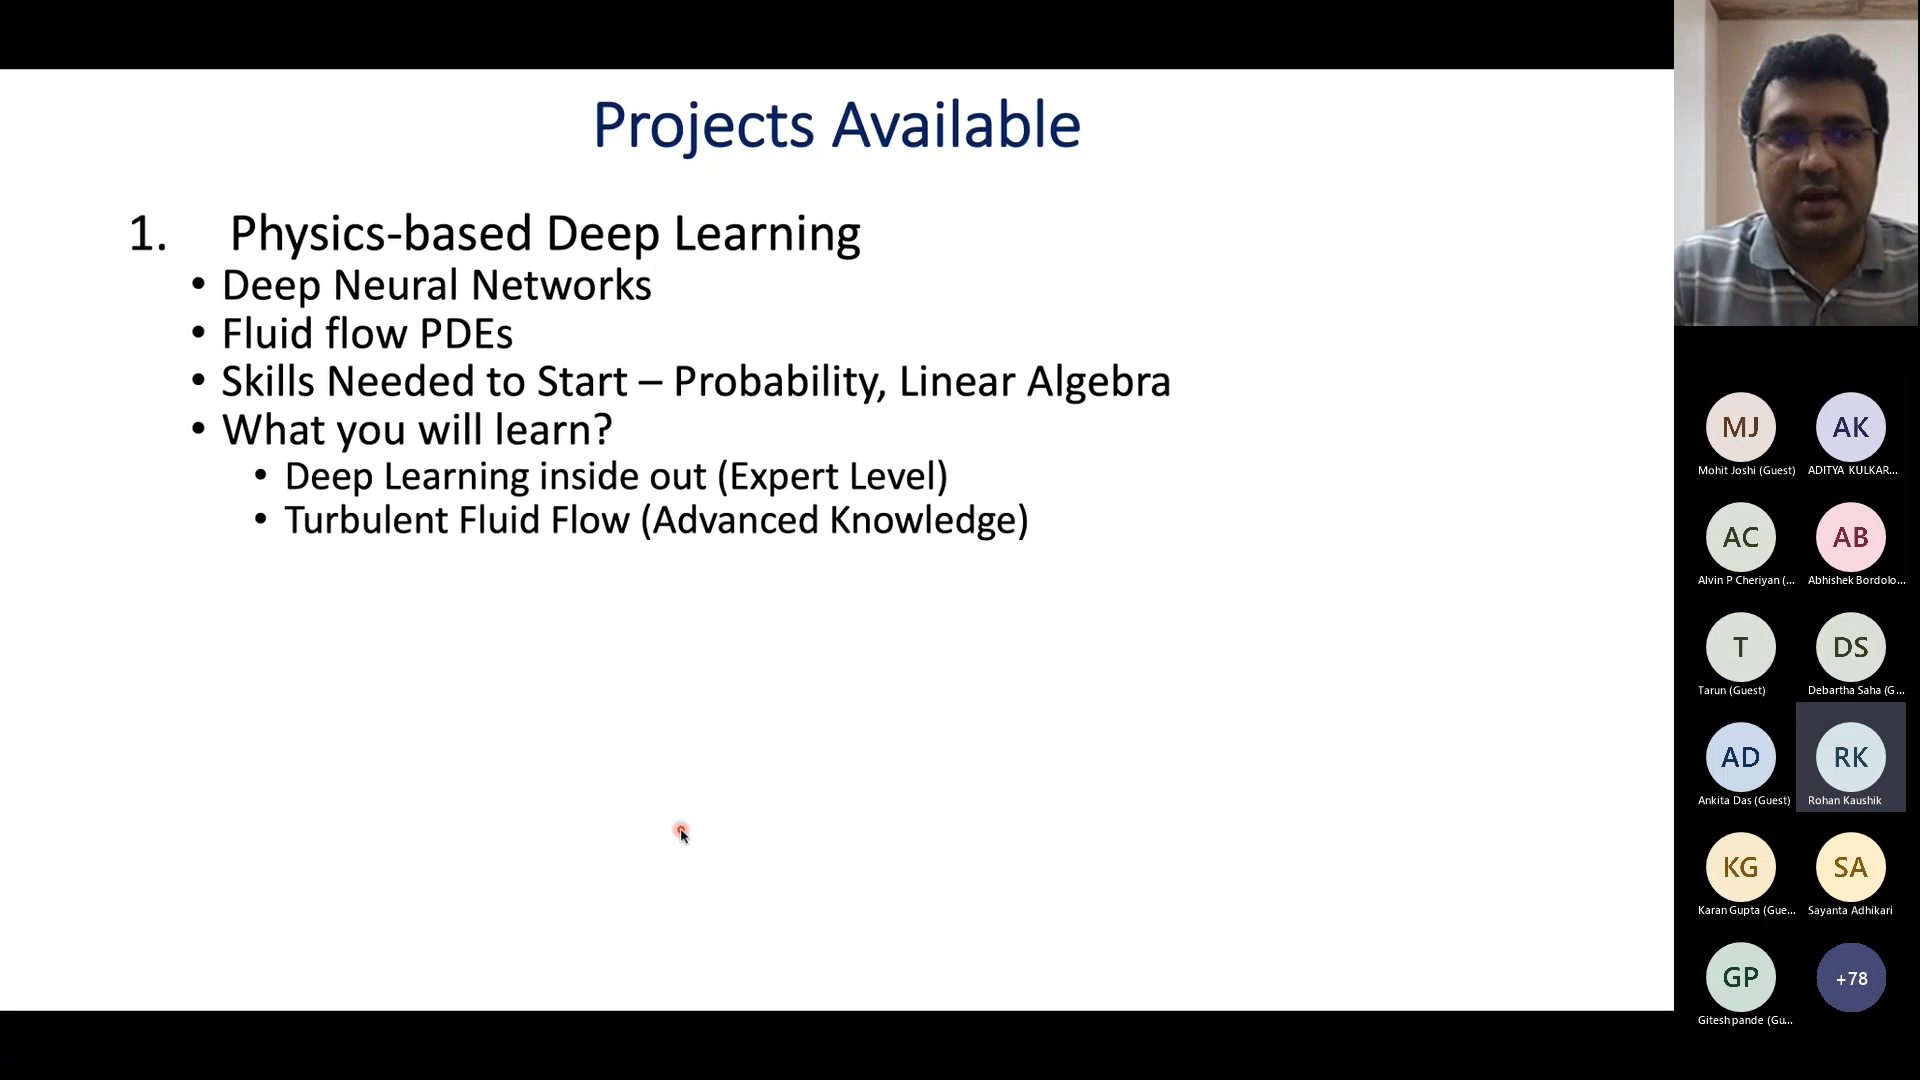 Projects Available
1. Physics-based Deep Learning
• Deep Neural Networks
• Fluid flow PDEs
• Skills Needed to Start – Probability, Linear Algebra
• What you will learn?
• Deep Learning inside out (Expert Level)
• Turbulent Fluid Flow (Advanced Knowledge)
MJ AK
Mohit Joshi (Guest) ADITYA KULKAR...
AC AB
Alvin P Cheriyan (... Abhishek Bordolo...
T DS
Tarun (Guest) Debartha Saha (G...
AD RK
Ankita Das (Guest) Rohan Kaushik
KG SA
Karan Gupta (Gue... Sayanta Adhikari
GP +78
Gitesh pande (Gu...